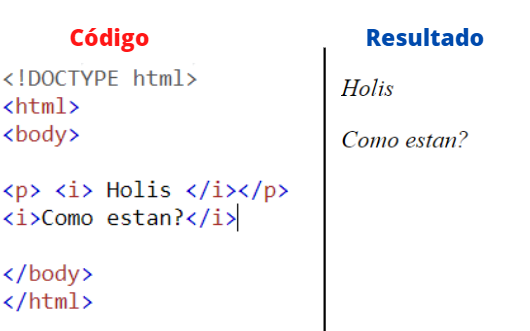 Código
<!DOCTYPE html>
<html>
<body>
<p> <i> Holis </i></p>
<i>Como estan?</i>
</body>
</html>
Resultado
Holis
Como estan?